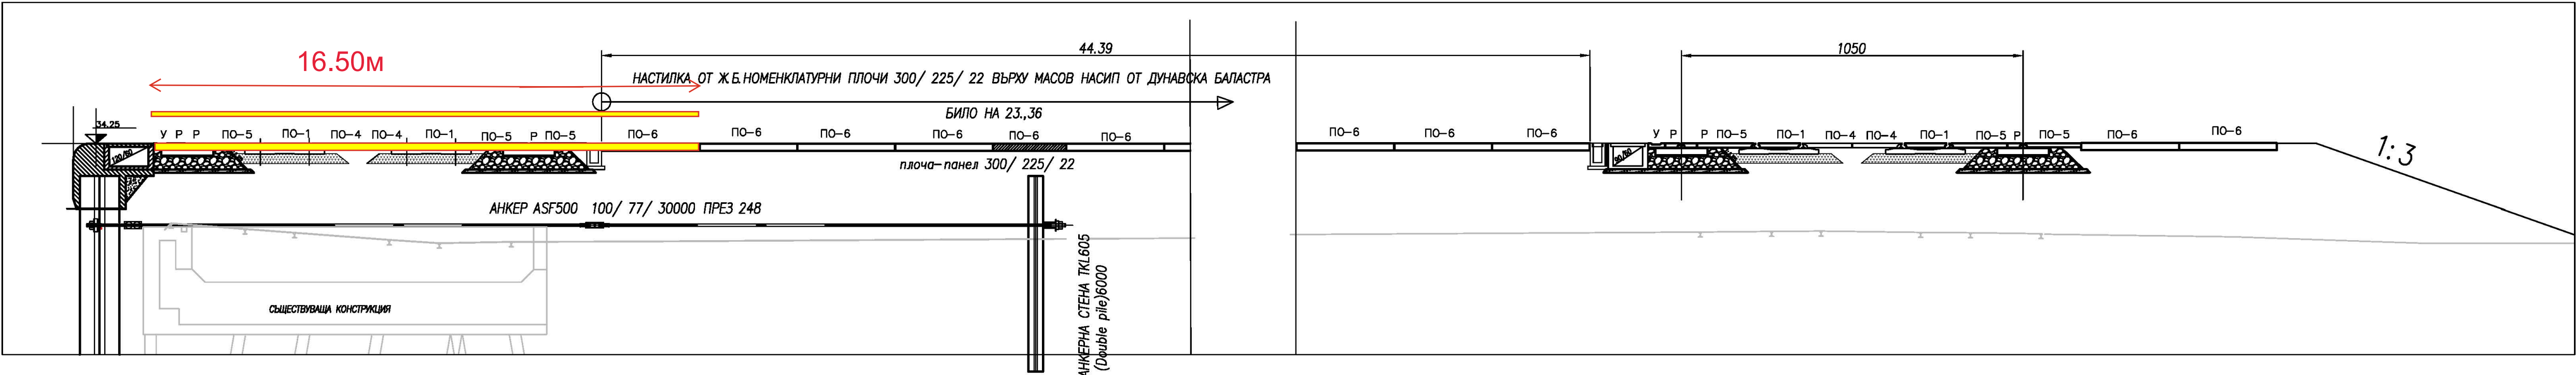 16.50м
44.39
1050
НАСТИЛКА ОТ Ж.Б.НОМЕНКЛАТУРНИ ПЛОЧИ 300/ 225/ 22 ВЪРХУ МАСОВ НАСИП ОТ ДУНАВСКА БАЛАСТРА
БИЛО НА 23.,36
34.25
У Р Р ПО-5 ПО-1 ПО-4 ПО-4 ПО-1 ПО-5 Р ПО-5 ПО-6 ПО-6 ПО-6 ПО-6 ПО-6 ПО-6 ПО-6 ПО-6 ПО-6 У Р Р ПО-5 ПО-1 ПО-4 ПО-4 ПО-1 ПО-5 Р ПО-5 ПО-6 ПО-6
1:3
плоча-панел 300/ 225/ 22
АНКЕР ASF500 100/ 77/ 30000 ПРЕЗ 248
АНКЕРНА СТЕНА TKL605
(Double pile)6000
СЪЩЕСТВУВАЩА КОНСТРУКЦИЯ